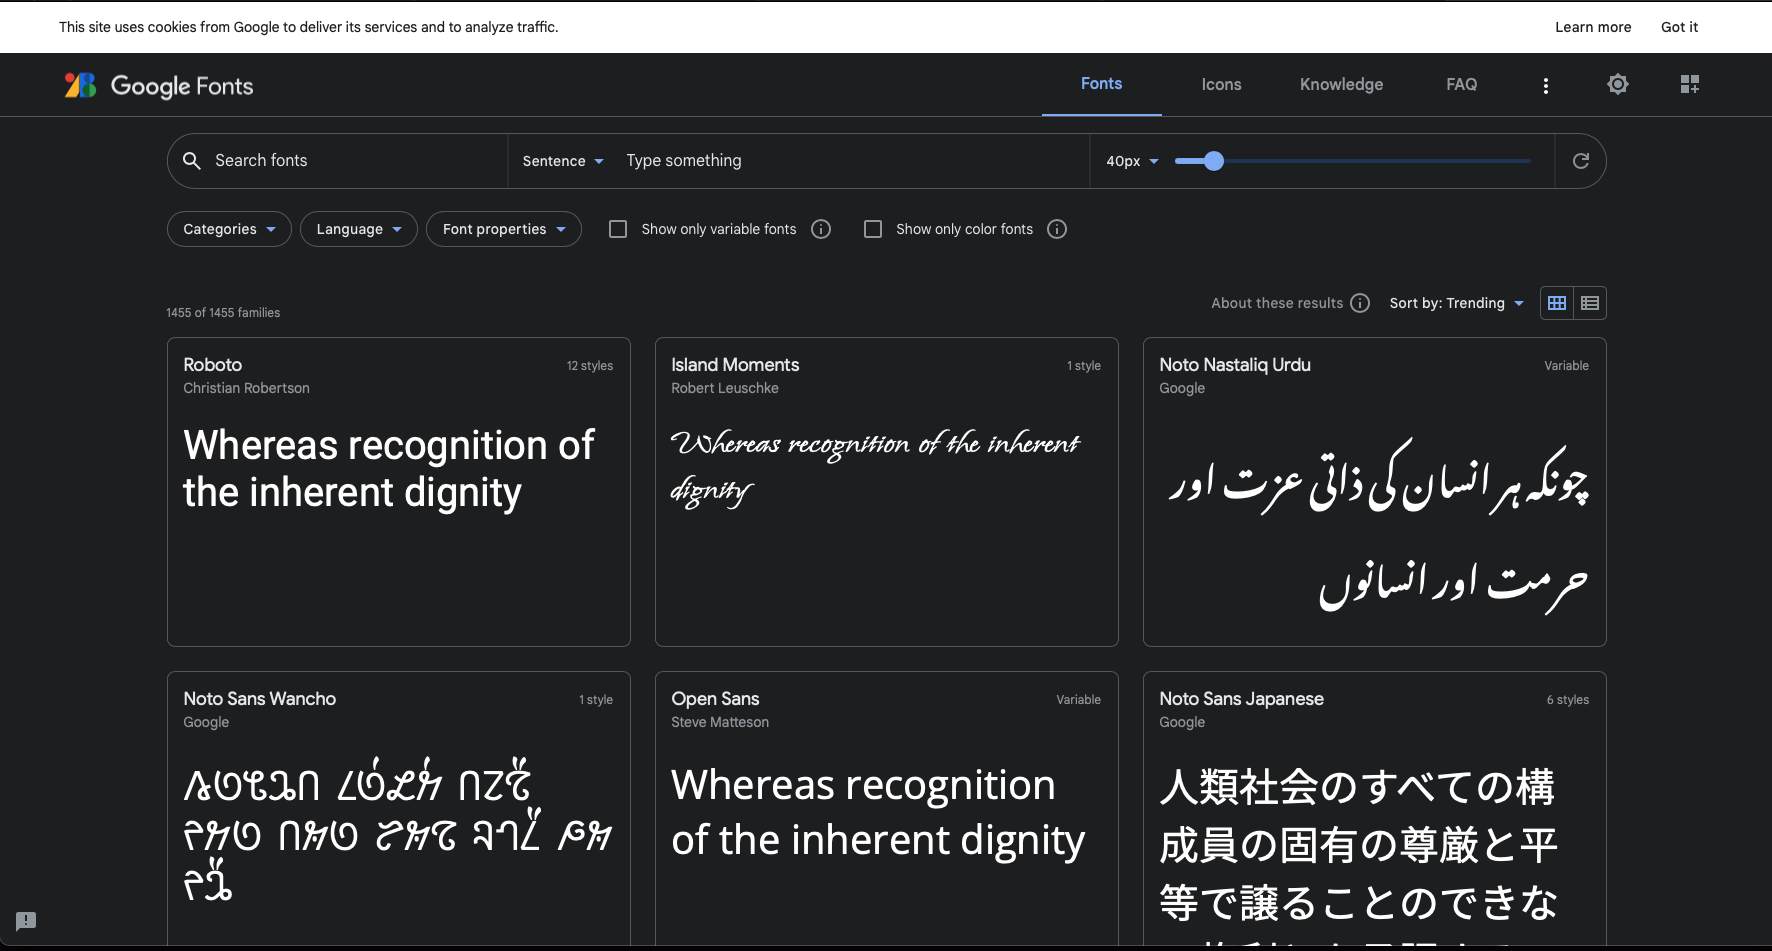 This site uses cookies from Google to deliver its services and to analyze traffic.
Learn more
Got it
Google Fonts
Fonts
Icons
Knowledge
FAQ
Search fonts
Sentence
Type something
40px
Categories
Language
Font properties
Show only variable fonts
Show only color fonts
1455 of 1455 families
About these results
Sort by: Trending
Roboto
12 styles
Christian Robertson
Whereas recognition of
the inherent dignity
Island Moments
1 style
Robert Leuschke
Whereas recognition of the inherent
dignity
Noto Nastaliq Urdu
Variable
Google
چونکہ ہر انسان کی ذاتی عزت اور
حرمت اور انسانوں
Noto Sans Wancho
1 style
Google
Open Sans
Variable
Steve Matteson
Whereas recognition
of the inherent dignity
Noto Sans Japanese
6 styles
Google
人類社会のすべての構
成員の固有の尊厳と平
等で譲ることのできな